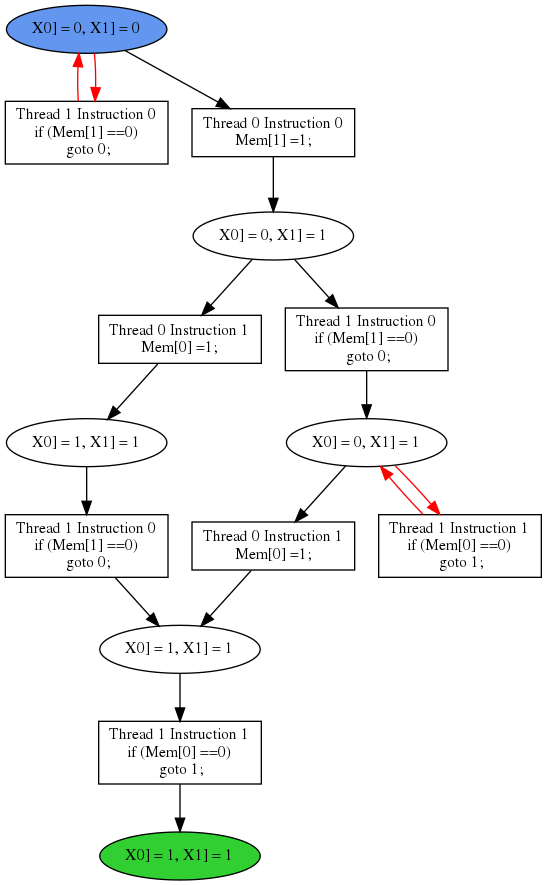 X0] = 0, X1] = 0
Thread 1 Instruction 0
if (Mem[1] ==0)
goto 0;
Thread 0 Instruction 0
Mem[1] =1;
X0] = 0, X1] = 1
Thread 0 Instruction 1
Mem[0] =1;
Thread 1 Instruction 0
if (Mem[1] ==0)
goto 0;
X0] = 1, X1] = 1
X0] = 0, X1] = 1
Thread 1 Instruction 0
if (Mem[1] ==0)
goto 0;
Thread 0 Instruction 1
Mem[0] =1;
Thread 1 Instruction 1
if (Mem[0] ==0)
goto 1;
X0] = 1, X1] = 1
Thread 1 Instruction 1
if (Mem[0] ==0)
goto 1;
X0] = 1, X1] = 1